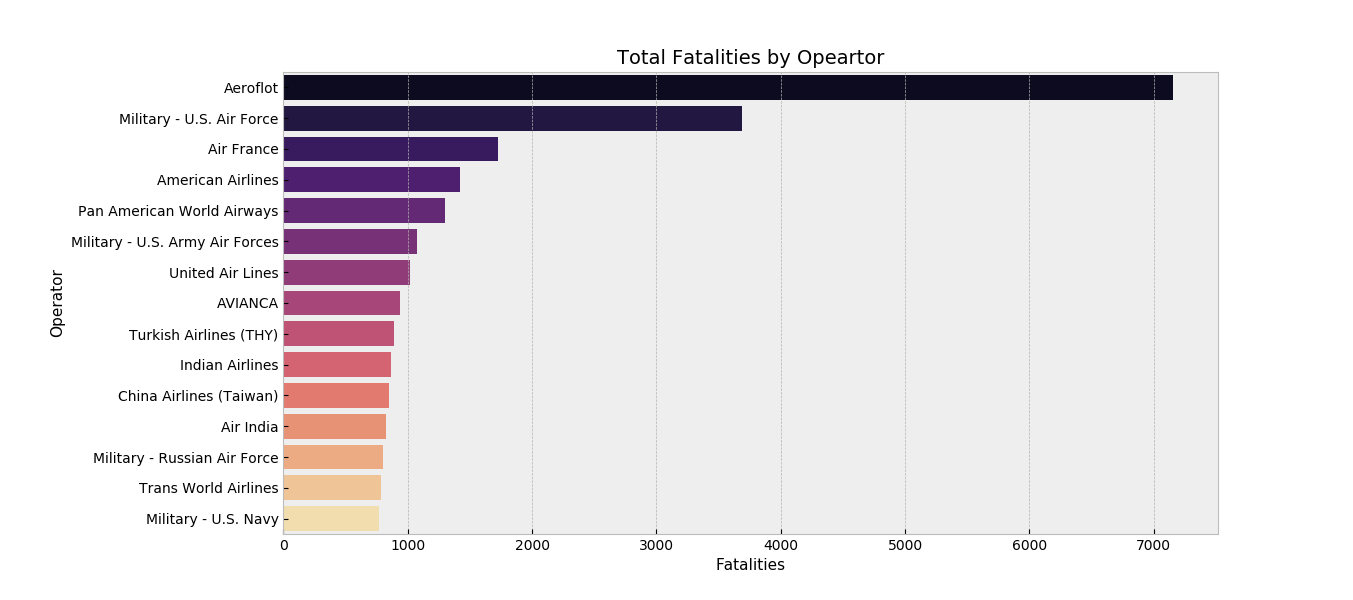 Total Fatalities by Opeartor
Operator
Aeroflot
Military - U.S. Air Force
Air France
American Airlines
Pan American World Airways
Military - U.S. Army Air Forces
United Air Lines
AVIANCA
Turkish Airlines (THY)
Indian Airlines
China Airlines (Taiwan)
Air India
Military - Russian Air Force
Trans World Airlines
Military - U.S. Navy
0 1000 2000 3000 4000 5000 6000 7000
Fatalities